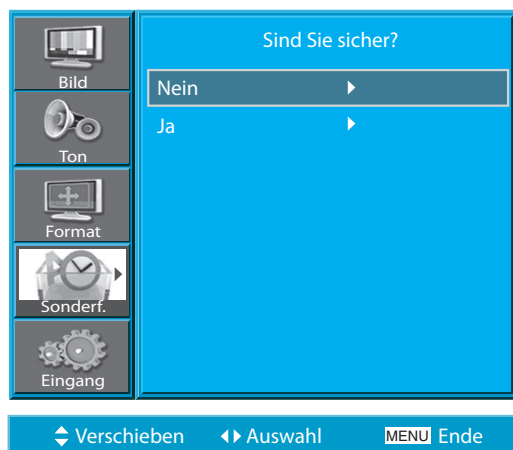 Bild
Ton
Format
Sonderf.
Eingang
Sind Sie sicher?
Nein
Ja
Verschieben Auswahl MENU Ende